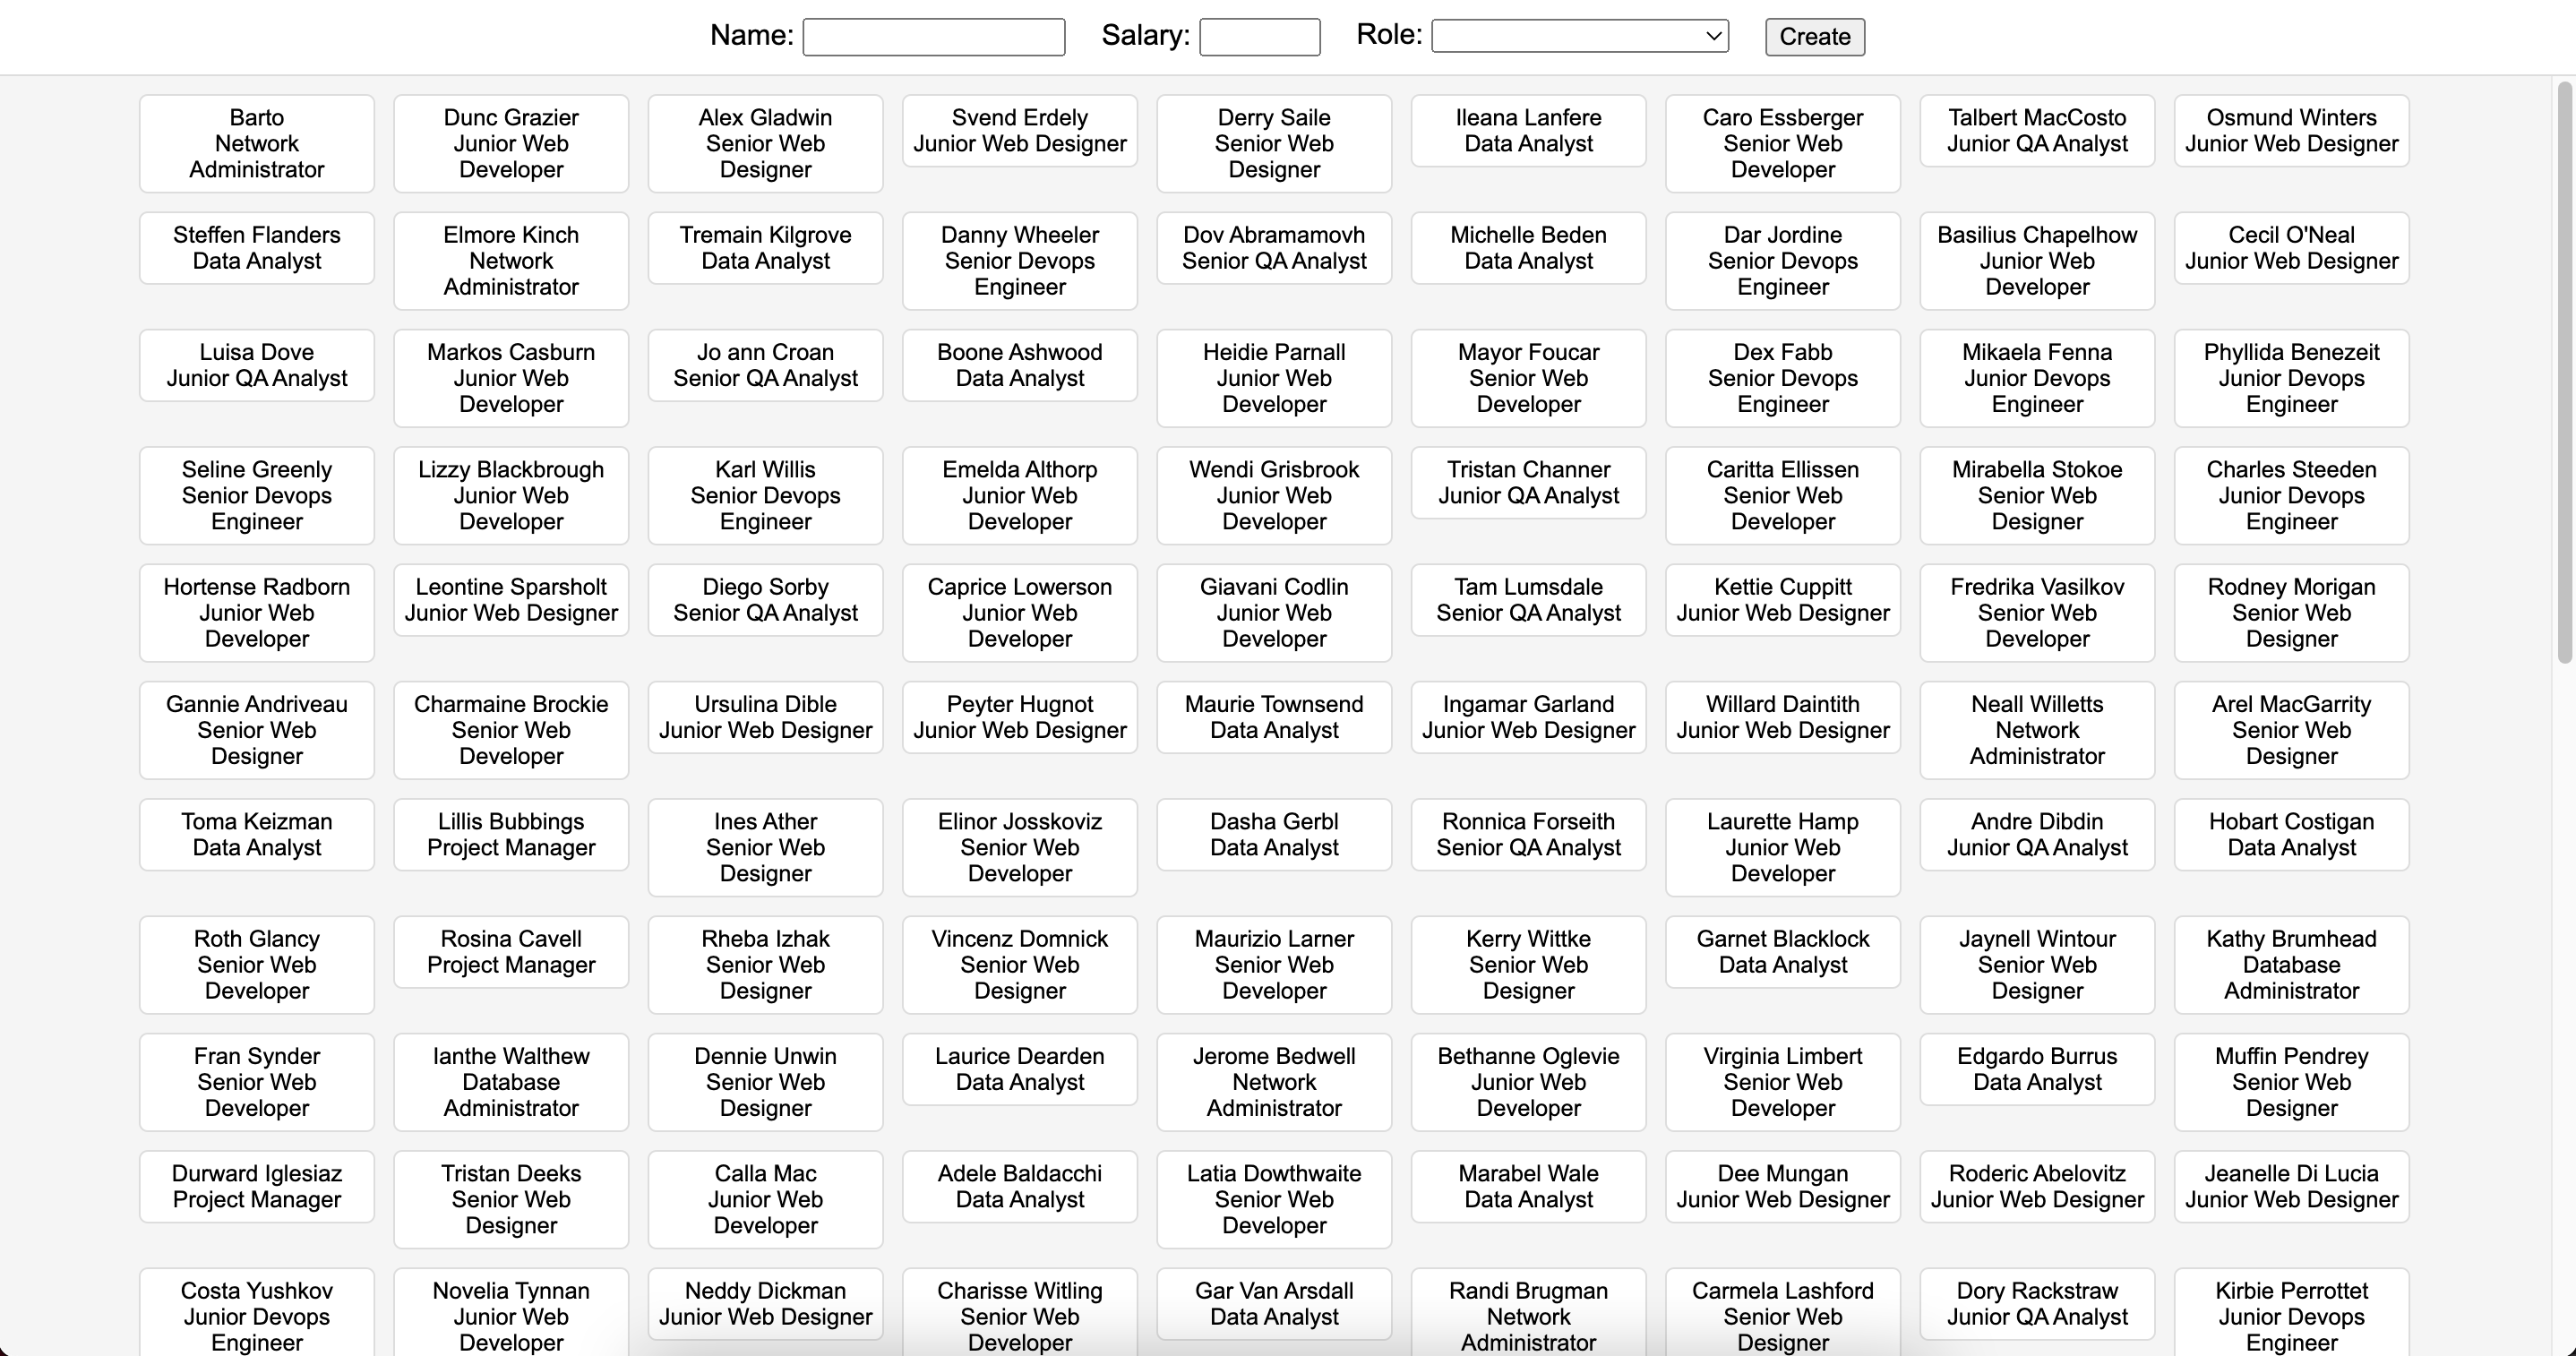 Name: Salary: Role: Create
Barto
Network
Administrator
Dunc Grazier
Junior Web
Developer
Alex Gladwin
Senior Web
Designer
Svend Erdely
Junior Web Designer
Derry Saile
Senior Web
Designer
Ileana Lanfere
Data Analyst
Caro Essberger
Senior Web
Developer
Talbert MacCosto
Junior QA Analyst
Osmund Winters
Junior Web Designer
Steffen Flanders
Data Analyst
Elmore Kinch
Network
Administrator
Tremain Kilgrove
Data Analyst
Danny Wheeler
Senior Devops
Engineer
Dov Abramamovh
Senior QA Analyst
Michelle Beden
Data Analyst
Dar Jordine
Senior Devops
Engineer
Basilius Chapelhow
Junior Web
Developer
Cecil O'Neal
Junior Web Designer
Luisa Dove
Junior QA Analyst
Markos Casburn
Junior Web
Developer
Jo ann Croan
Senior QA Analyst
Boone Ashwood
Data Analyst
Heidie Parnall
Junior Web
Developer
Mayor Foucar
Senior Web
Developer
Dex Fabb
Senior Devops
Engineer
Mikaela Fenna
Junior Devops
Engineer
Phyllida Benezeit
Junior Devops
Engineer
Seline Greenly
Senior Devops
Engineer
Lizzy Blackbrough
Junior Web
Developer
Karl Willis
Senior Devops
Engineer
Emelda Althorp
Junior Web
Developer
Wendi Grisbrook
Junior Web
Developer
Tristan Channer
Junior QA Analyst
Caritta Ellissen
Senior Web
Developer
Mirabella Stokoe
Senior Web
Designer
Charles Steeden
Junior Devops
Engineer
Hortense Radborn
Junior Web
Developer
Leontine Sparsholt
Junior Web Designer
Diego Sorby
Senior QA Analyst
Caprice Lowerson
Junior Web
Developer
Giavani Codlin
Junior Web
Developer
Tam Lumsdale
Senior QA Analyst
Kettie Cuppitt
Junior Web Designer
Fredrika Vasilkov
Senior Web
Developer
Rodney Morigan
Senior Web
Designer
Gannie Andriveau
Senior Web
Designer
Charmaine Brockie
Senior Web
Developer
Ursulina Dible
Junior Web Designer
Peyter Hugnot
Junior Web Designer
Maurie Townsend
Data Analyst
Ingamar Garland
Junior Web Designer
Willard Daintith
Junior Web Designer
Neall Willetts
Network
Administrator
Arel MacGarrity
Senior Web
Designer
Toma Keizman
Data Analyst
Lillis Bubbings
Project Manager
Ines Ather
Senior Web
Designer
Elinor Josskoviz
Senior Web
Developer
Dasha Gerbl
Data Analyst
Ronnica Forseith
Senior QA Analyst
Laurette Hamp
Junior Web
Developer
Andre Dibdin
Junior QA Analyst
Hobart Costigan
Data Analyst
Roth Glancy
Senior Web
Developer
Rosina Cavell
Project Manager
Rheba Izhak
Senior Web
Designer
Vincenz Domnick
Senior Web
Designer
Maurizio Larner
Senior Web
Developer
Kerry Wittke
Senior Web
Designer
Garnet Blacklock
Data Analyst
Jaynell Wintour
Senior Web
Designer
Kathy Brumhead
Database
Administrator
Fran Synder
Senior Web
Developer
Ianthe Walthew
Database
Administrator
Dennie Unwin
Senior Web
Designer
Laurice Dearden
Data Analyst
Jerome Bedwell
Network
Administrator
Bethanne Oglevie
Junior Web
Developer
Virginia Limbert
Senior Web
Developer
Edgardo Burrus
Data Analyst
Muffin Pendrey
Senior Web
Designer
Durward Iglesiaz
Project Manager
Tristan Deeks
Senior Web
Designer
Calla Mac
Junior Web
Developer
Adele Baldacchi
Data Analyst
Latia Dowthwaite
Senior Web
Developer
Marabel Wale
Data Analyst
Dee Mungan
Junior Web Designer
Roderic Abelovitz
Junior Web Designer
Jeanelle Di Lucia
Junior Web Designer
Costa Yushkov
Junior Devops
Engineer
Novelia Tynnan
Junior Web
Developer
Neddy Dickman
Junior Web Designer
Charisse Witling
Senior Web
Developer
Gar Van Arsdall
Data Analyst
Randi Brugman
Network
Administrator
Carmela Lashford
Senior Web
Designer
Dory Rackstraw
Junior QA Analyst
Kirbie Perrottet
Junior Devops
Engineer